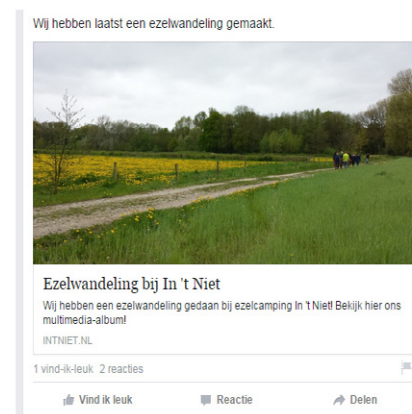 Wij hebben laatst een ezelwandeling gemaakt.
Ezelwandeling bij In 't Niet
Wij hebben een ezelwandeling gedaan bij ezelcamping In 't Niet! Bekijk hier ons
multimedia-album!
INTNIET.NL
1 vind-ik-leuk 2 reacties
Vind ik leuk Reactie Delen